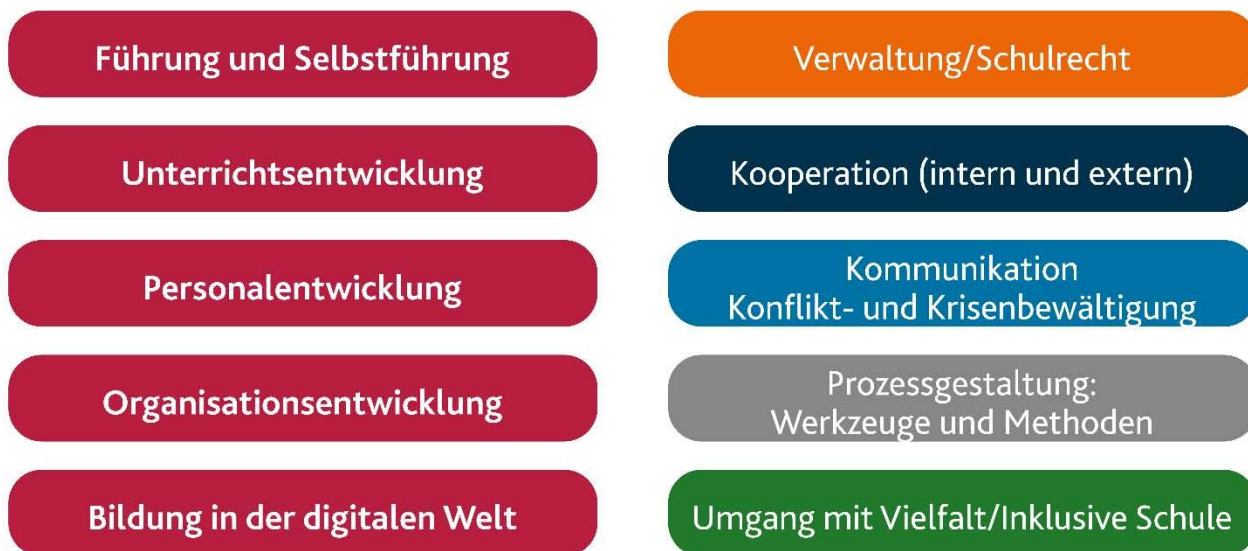 Führung und Selbstführung
Unterrichtsentwicklung
Personalentwicklung
Organisationsentwicklung
Bildung in der digitalen Welt
Verwaltung/Schulrecht
Kooperation (intern und extern)
Kommunikation
Konflikt- und Krisenbewältigung
Prozessgestaltung:
Werkzeuge und Methoden
Umgang mit Vielfalt/Inklusive Schule